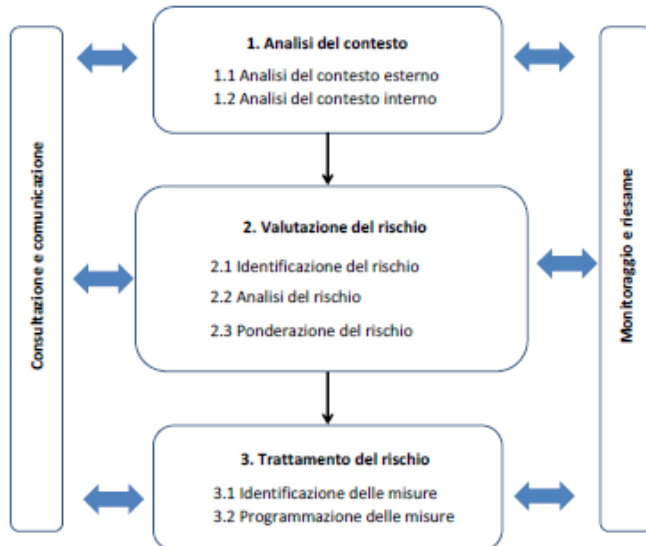 1. Analisi del contesto
1.1 Analisi del contesto esterno
1.2 Analisi del contesto interno
Consultazione e comunicazione
2. Valutazione del rischio
2.1 Identificazione del rischio
2.2 Analisi del rischio
2.3 Ponderazione del rischio
Monitoraggio e riesame
3. Trattamento del rischio
3.1 Identificazione delle misure
3.2 Programmazione delle misure